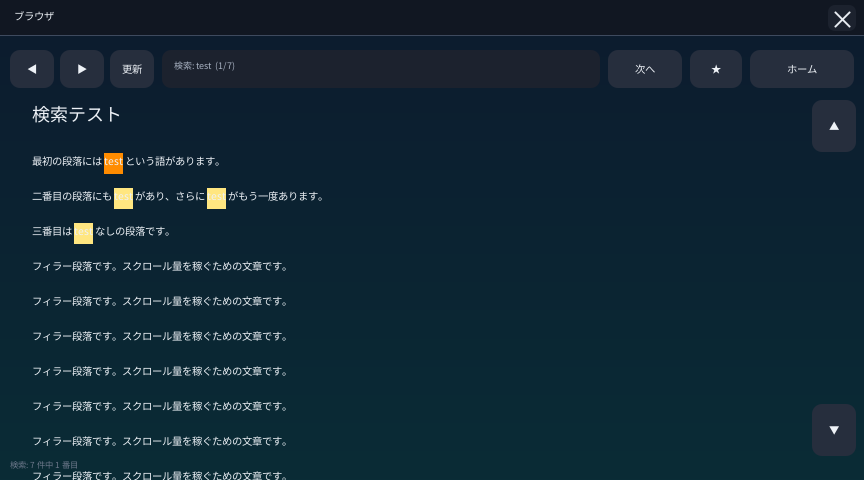 ブラウザ
◀ ▶ 更新 検索: test (1/7) 次へ ★ ホーム
検索テスト
▲
最初の段落には test という語があります。
二番目の段落にも test があり、さらに test がもう一度あります。
三番目は test なしの段落です。
フィラー段落です。スクロール量を稼ぐための文章です。
フィラー段落です。スクロール量を稼ぐための文章です。
フィラー段落です。スクロール量を稼ぐための文章です。
フィラー段落です。スクロール量を稼ぐための文章です。
フィラー段落です。スクロール量を稼ぐための文章です。
▼
フィラー段落です。スクロール量を稼ぐための文章です。
検索: 7 件中 1 番目
フィラー段落です。スクロール量を稼ぐための文章です。